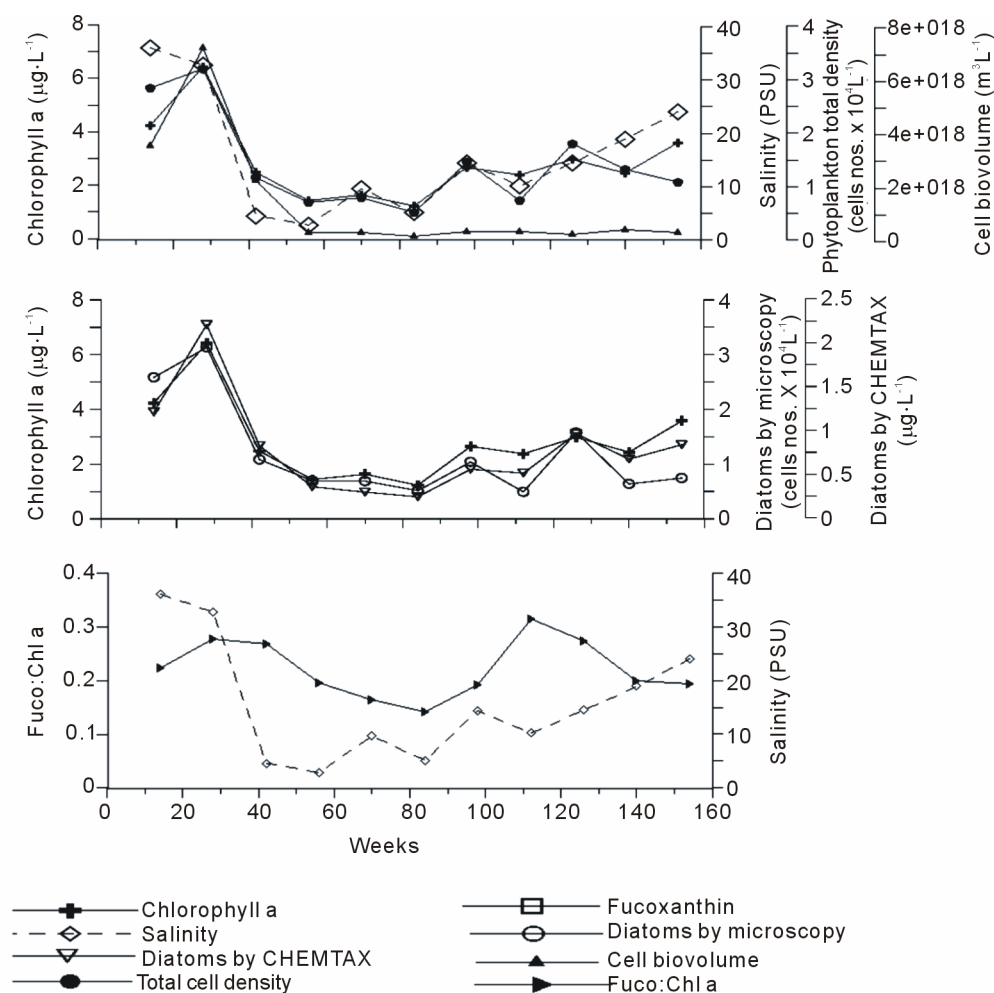 8
6
4
2
0
Chlorophyll a (µg·L⁻¹)
40
30
20
10
0
Salinity (PSU)
4
3
2
1
0
Phytoplankton total density
(cells nos. x 10⁴L⁻¹)
8e+018
6e+018
4e+018
2e+018
0
Cell biovolume (m³L⁻¹)
8
6
4
2
0
Chlorophyll a (µg·L⁻¹)
4
3
2
1
0
Diatoms by microscopy
(cells nos. X 10⁴L⁻¹)
2.5
2
1.5
1
0.5
0
Diatoms by CHEMTAX
(µg·L⁻¹)
0.4
0.3
0.2
0.1
0
Fuco:Chl a
40
30
20
10
0
Salinity (PSU)
0 20 40 60 80 100 120 140 160
Weeks
Chlorophyll a
Salinity
Diatoms by CHEMTAX
Total cell density
Fucoxanthin
Diatoms by microscopy
Cell biovolume
Fuco:Chl a